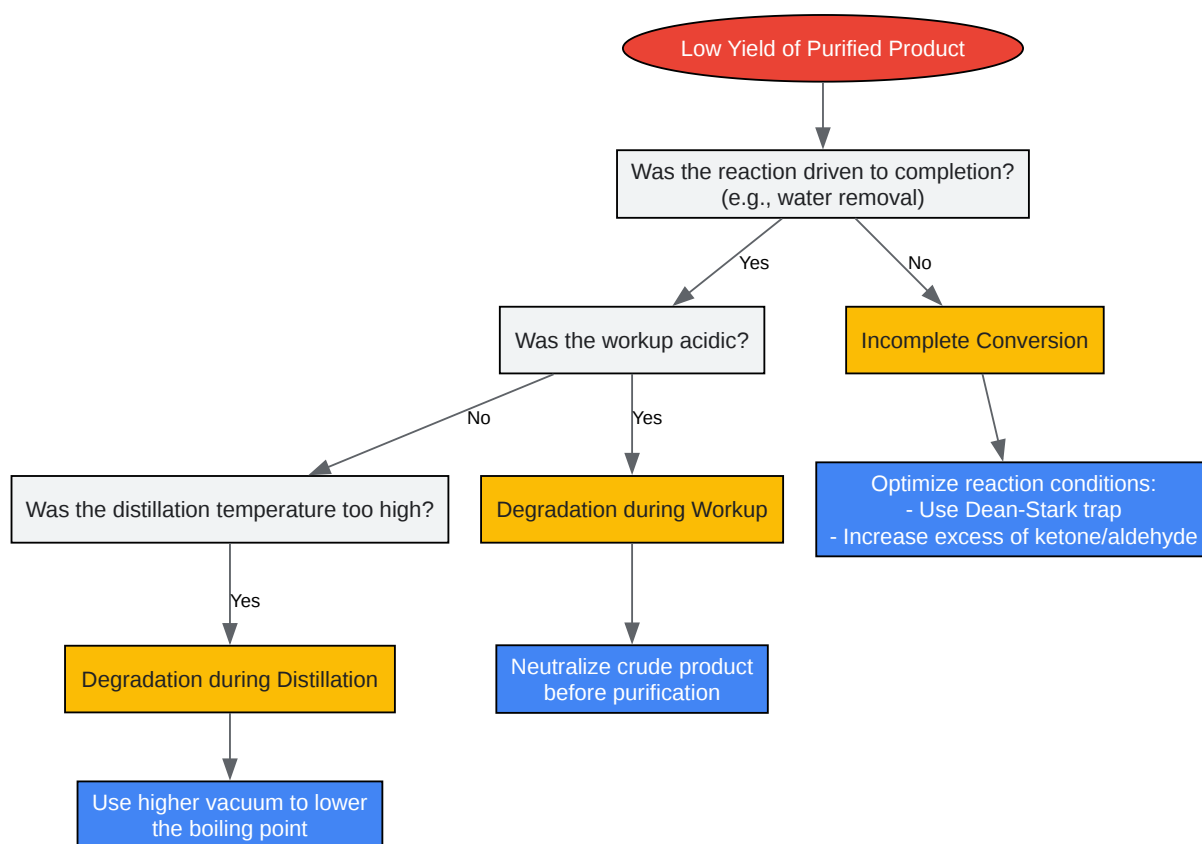 Low Yield of Purified Product
Was the reaction driven to completion?
(e.g., water removal)
Yes
No
Was the workup acidic?
Incomplete Conversion
No
Yes
Was the distillation temperature too high?
Degradation during Workup
Optimize reaction conditions:
- Use Dean-Stark trap
- Increase excess of ketone/aldehyde
Yes
Degradation during Distillation
Neutralize crude product
before purification
Use higher vacuum to lower
the boiling point